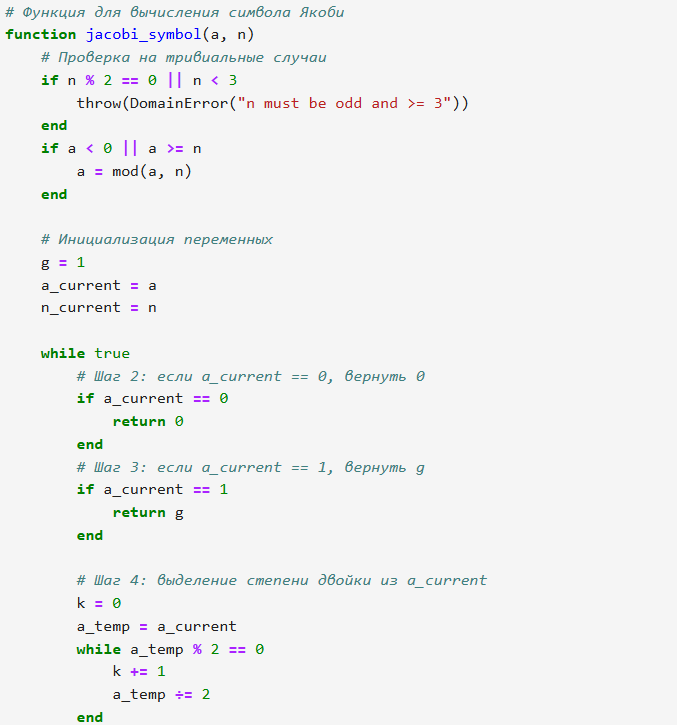 # Функция для вычисления символа Якоби
function jacobi_symbol(a, n)
    # Проверка на тривиальные случаи
    if n % 2 == 0 || n < 3
        throw(DomainError("n must be odd and >= 3"))
    end
    if a < 0 || a >= n
        a = mod(a, n)
    end

    # Инициализация переменных
    g = 1
    a_current = a
    n_current = n

    while true
        # Шаг 2: если a_current == 0, вернуть 0
        if a_current == 0
            return 0
        end
        # Шаг 3: если a_current == 1, вернуть g
        if a_current == 1
            return g
        end

        # Шаг 4: выделение степени двойки из a_current
        k = 0
        a_temp = a_current
        while a_temp % 2 == 0
            k += 1
            a_temp ÷= 2
        end